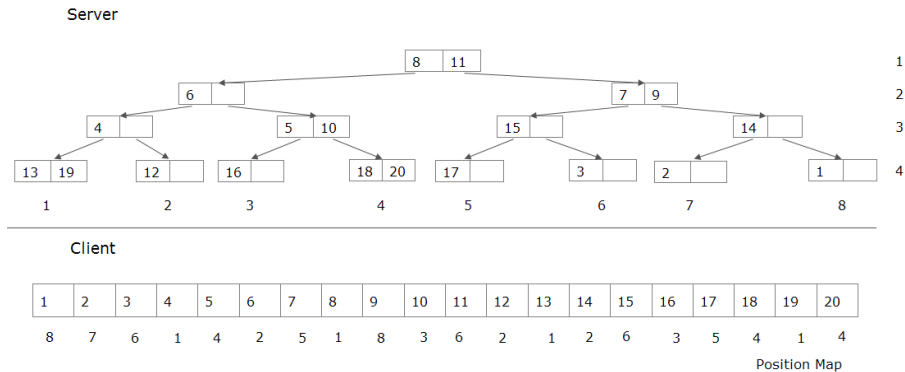 Server
8 11 1
6 7 9 2
4 5 10 15 14 3
13 19 12 16 18 20 17 3 2 1 4
1 2 3 4 5 6 7 8
Client
1 2 3 4 5 6 7 8 9 10 11 12 13 14 15 16 17 18 19 20
8 7 6 1 4 2 5 1 8 3 6 2 1 2 6 3 5 4 1 4
Position Map